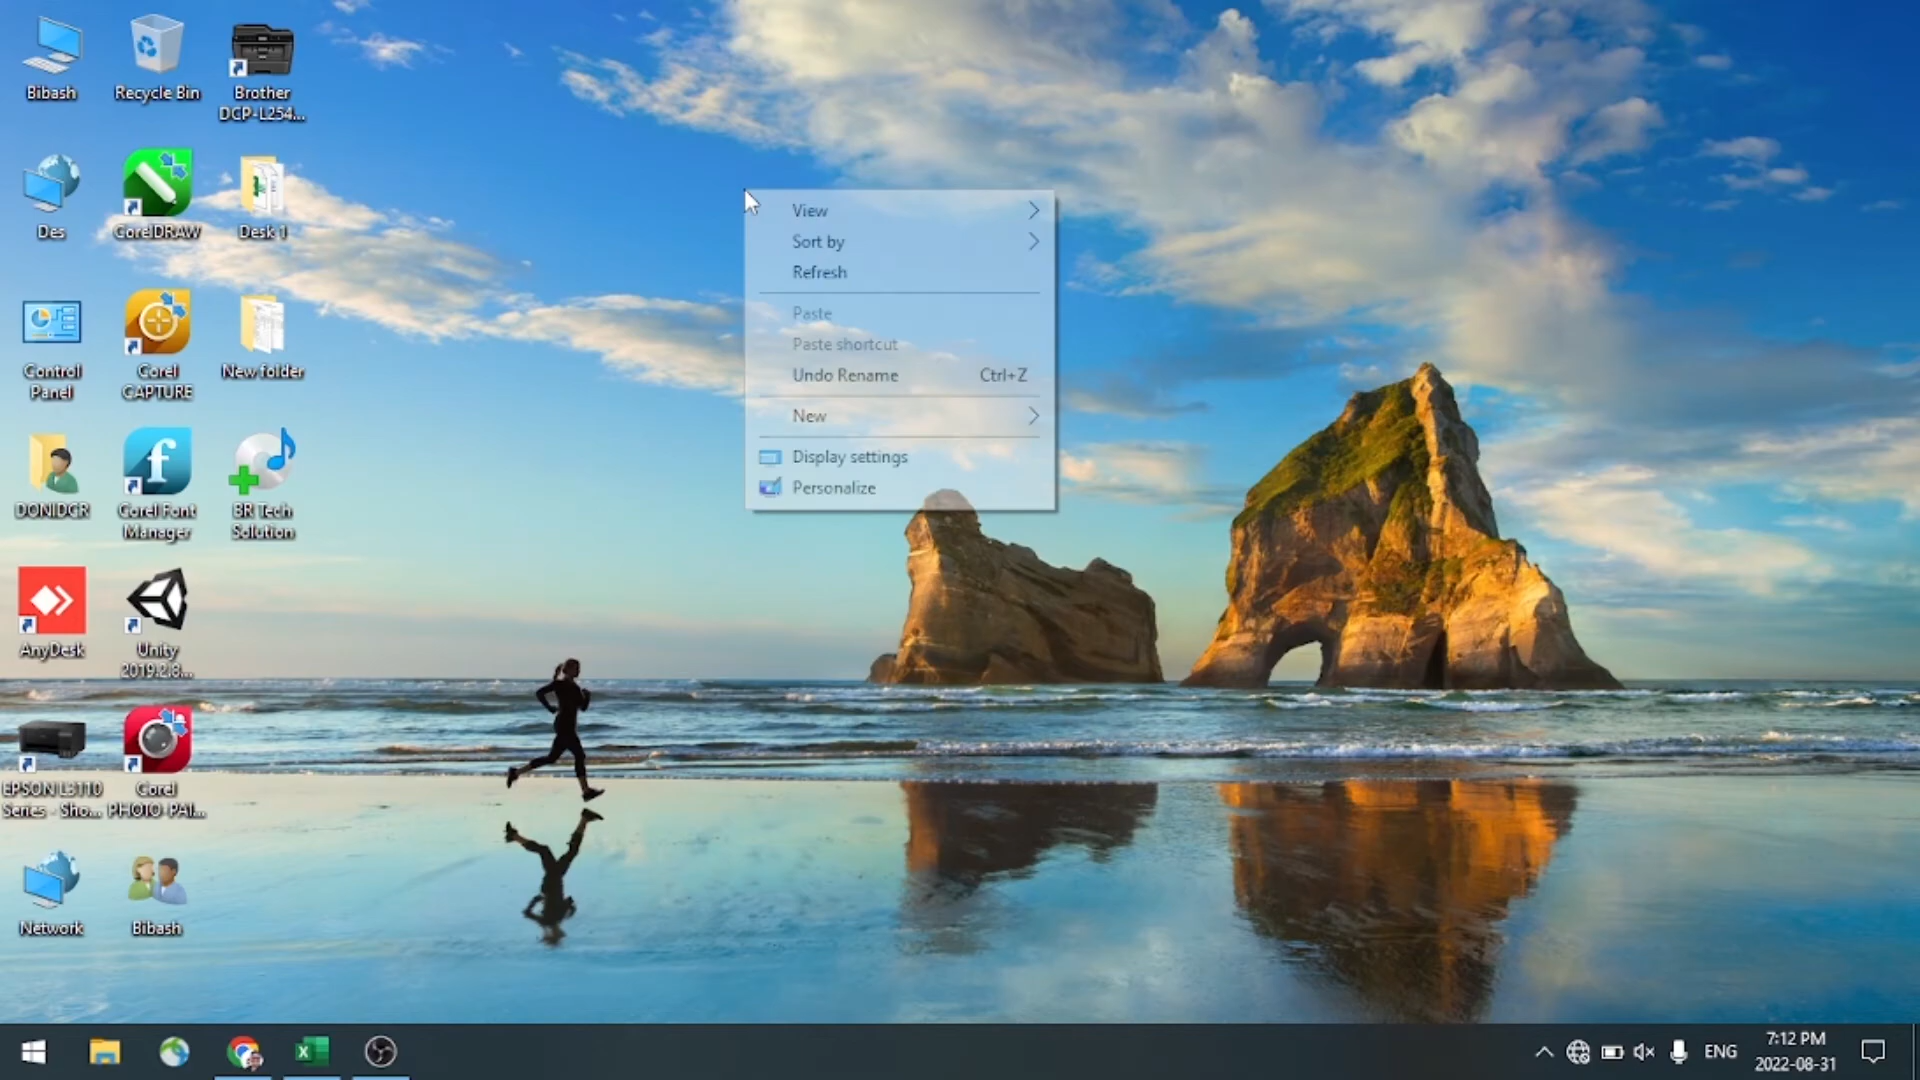 Bibash
Recycle Bin
Brother
DCP-L254...
Des
CorelDRAW
Desk 1
Control
Panel
Corel
CAPTURE
New folder
DONIDCR
Corel Font
Manager
BR Tech
Solution
AnyDesk
Unity
2019.2.8...
EPSON L3110
Series - Sho...
Corel
PHOTO-PAI...
Network
Bibash
View
Sort by
Refresh
Paste
Paste shortcut
Undo Rename Ctrl+Z
New
Display settings
Personalize
ENG
7:12 PM
2022-08-31